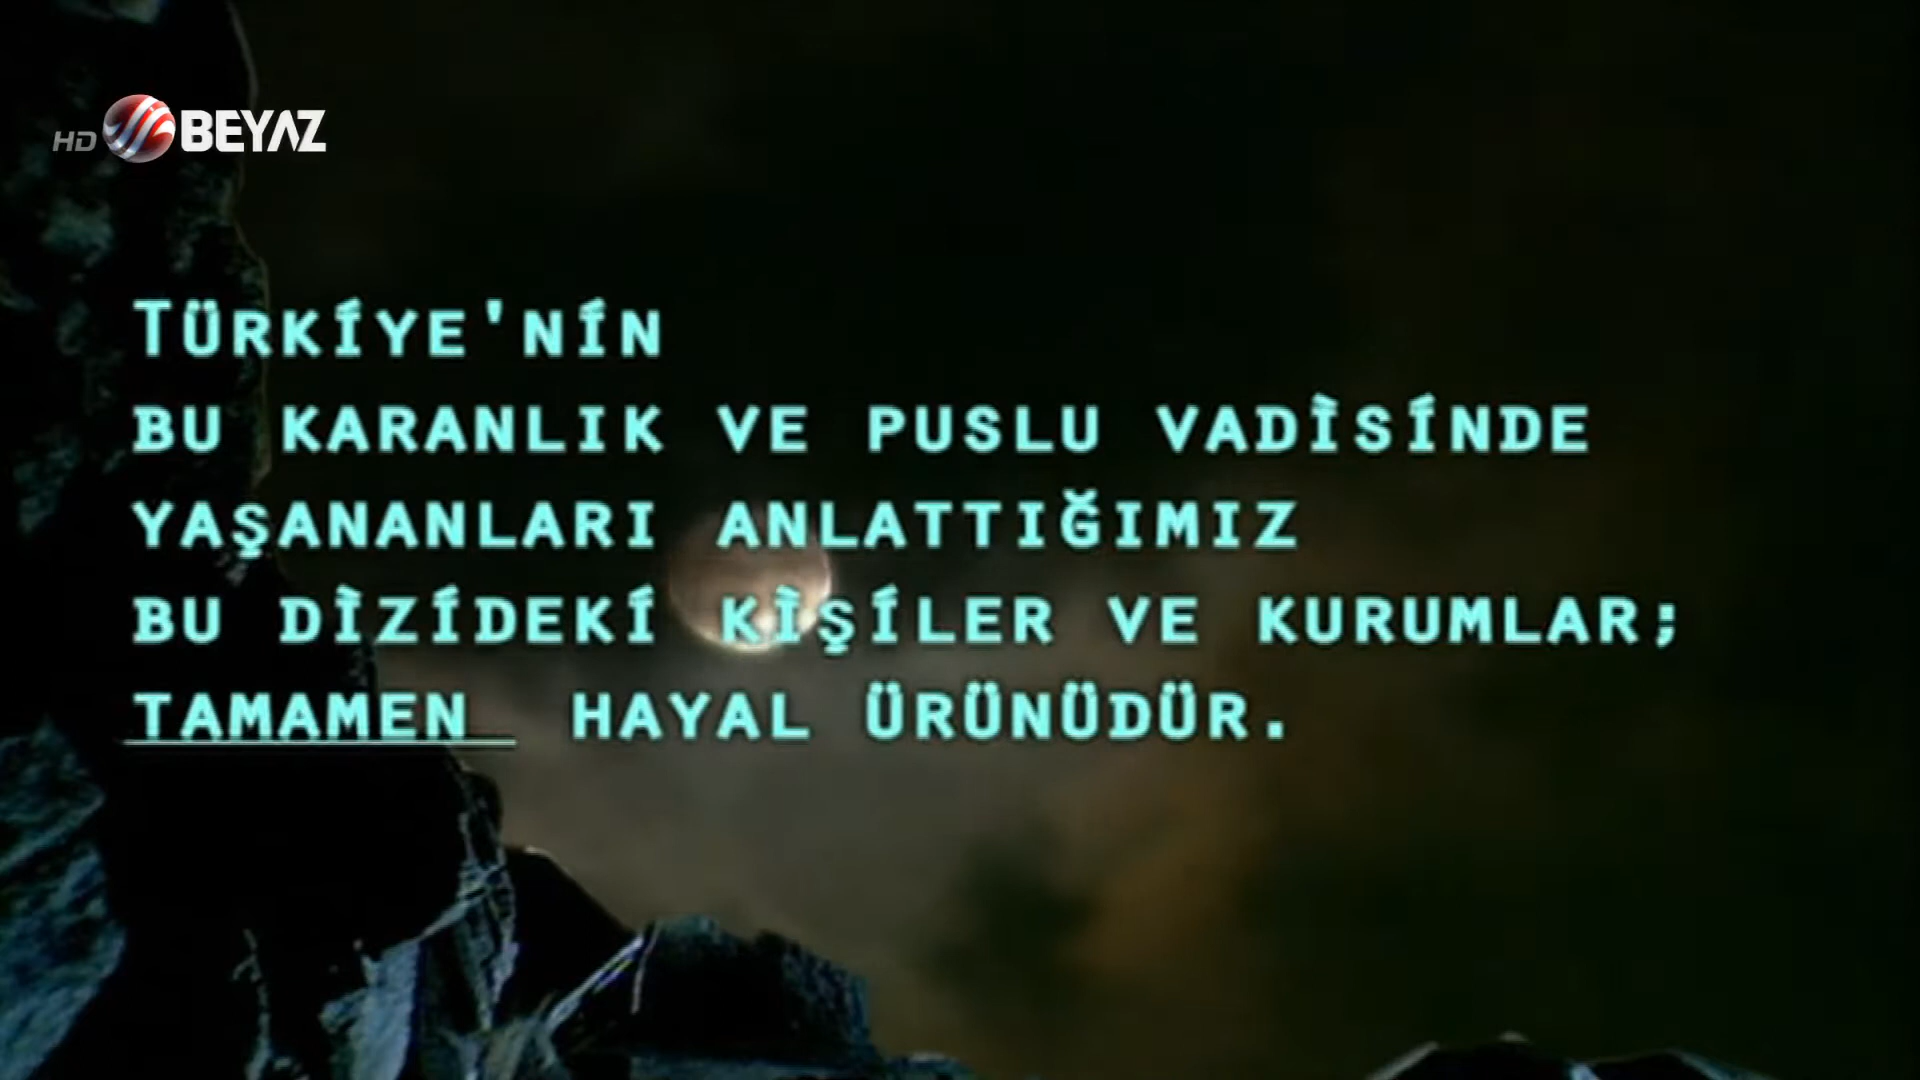 HD BEYAZ
TÜRKİYE'NİN
BU KARANLIK VE PUSLU VADİSİNDE
YAŞANANLARI ANLATTIĞIMIZ
BU DİZİDEKİ KİŞİLER VE KURUMLAR;
TAMAMEN HAYAL ÜRÜNÜDÜR.